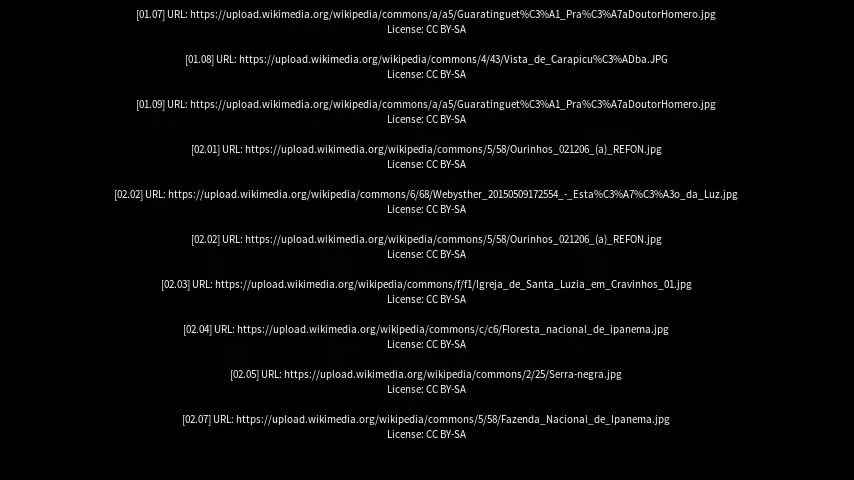 [01.07] URL: https://upload.wikimedia.org/wikipedia/commons/a/a5/Guaratinguet%C3%A1_Pra%C3%A7aDoutorHomero.jpg
License: CC BY-SA
[01.08] URL: https://upload.wikimedia.org/wikipedia/commons/4/43/Vista_de_Carapicu%C3%ADba.JPG
License: CC BY-SA
[01.09] URL: https://upload.wikimedia.org/wikipedia/commons/a/a5/Guaratinguet%C3%A1_Pra%C3%A7aDoutorHomero.jpg
License: CC BY-SA
[02.01] URL: https://upload.wikimedia.org/wikipedia/commons/5/58/Ourinhos_021206_(a)_REFON.jpg
License: CC BY-SA
[02.02] URL: https://upload.wikimedia.org/wikipedia/commons/6/68/Webysther_20150509172554_-_Esta%C3%A7%C3%A3o_da_Luz.jpg
License: CC BY-SA
[02.02] URL: https://upload.wikimedia.org/wikipedia/commons/5/58/Ourinhos_021206_(a)_REFON.jpg
License: CC BY-SA
[02.03] URL: https://upload.wikimedia.org/wikipedia/commons/f/f1/Igreja_de_Santa_Luzia_em_Cravinhos_01.jpg
License: CC BY-SA
[02.04] URL: https://upload.wikimedia.org/wikipedia/commons/c/c6/Floresta_nacional_de_ipanema.jpg
License: CC BY-SA
[02.05] URL: https://upload.wikimedia.org/wikipedia/commons/2/25/Serra-negra.jpg
License: CC BY-SA
[02.07] URL: https://upload.wikimedia.org/wikipedia/commons/5/58/Fazenda_Nacional_de_Ipanema.jpg
License: CC BY-SA